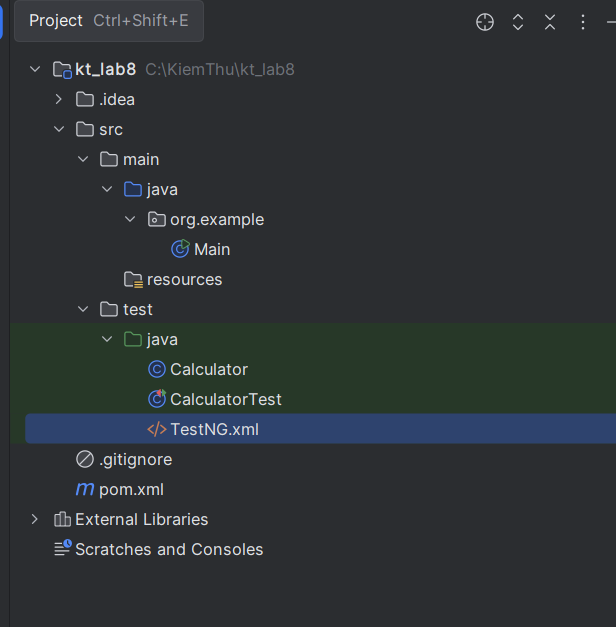 Project Ctrl+Shift+E
kt_lab8 C:\KiemThu\kt_lab8
.idea
src
main
java
org.example
Main
resources
test
java
Calculator
CalculatorTest
TestNG.xml
.gitignore
pom.xml
External Libraries
Scratches and Consoles